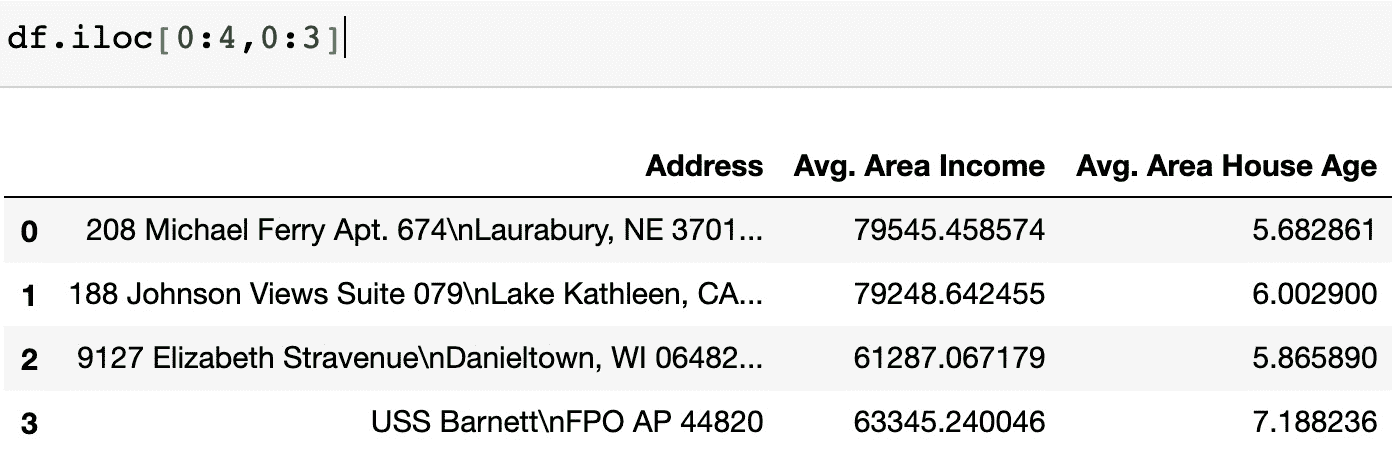 df.iloc[0:4,0:3]
Address Avg. Area Income Avg. Area House Age
0 208 Michael Ferry Apt. 674\nLaurabury, NE 3701... 79545.458574 5.682861
1 188 Johnson Views Suite 079\nLake Kathleen, CA... 79248.642455 6.002900
2 9127 Elizabeth Stravenue\nDanieltown, WI 06482... 61287.067179 5.865890
3 USS Barnett\nFPO AP 44820 63345.240046 7.188236